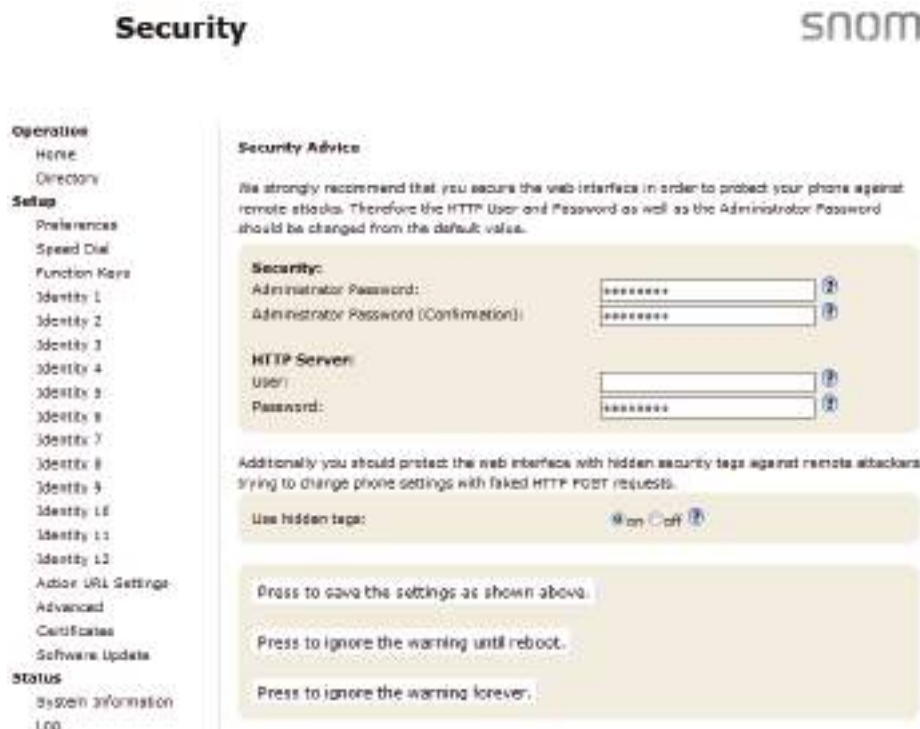 Security
snom
Operation
Home
Directory
Setup
Preferences
Speed Dial
Function Keys
Identity 1
Identity 2
Identity 3
Identity 4
Identity 5
Identity 6
Identity 7
Identity 8
Identity 9
Identity 10
Identity 11
Identity 12
Action URL Settings
Advanced
Certificates
Software Update
Status
System Information
Log
Security Advice
We strongly recommend that you secure the web interface in order to protect your phone against
remote attacks. Therefore the HTTP User and Password as well as the Administrator Password
should be changed from the default value.
Security:
Administrator Password: ******** ?
Administrator Password (Confirmation): ******** ?
HTTP Server:
User: ?
Password: ******** ?
Additionally you should protect the web interface with hidden security tags against remote attackers
trying to change phone settings with faked HTTP POST requests.
Use hidden tags: on off ?
Press to save the settings as shown above.
Press to ignore the warning until reboot.
Press to ignore the warning forever.